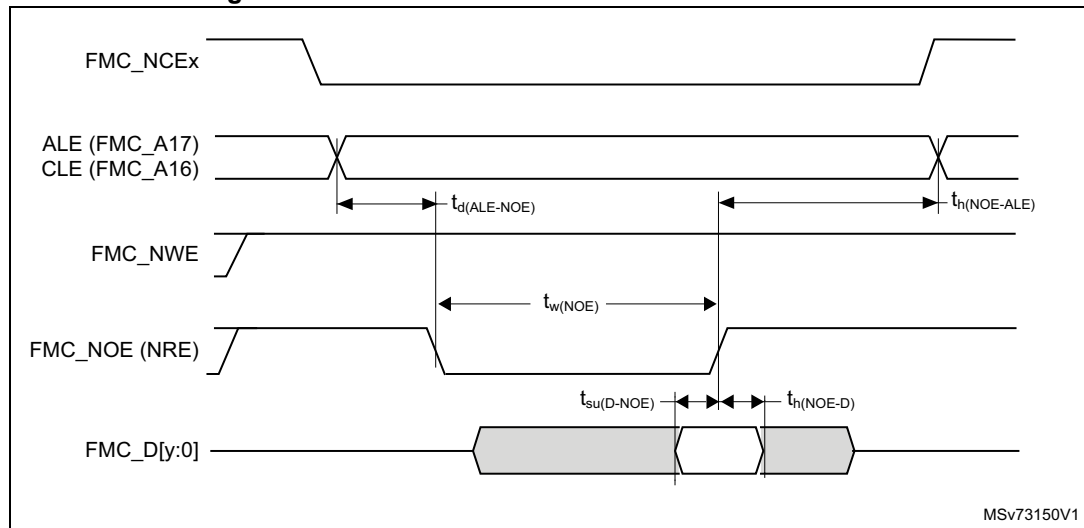 FMC_NCEx
ALE (FMC_A17)
CLE (FMC_A16)
td(ALE-NOE)
th(NOE-ALE)
FMC_NWE
tw(NOE)
FMC_NOE (NRE)
tsu(D-NOE)
th(NOE-D)
FMC_D[y:0]
MSv73150V1